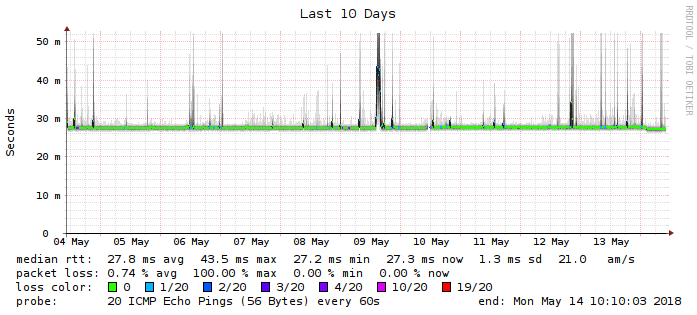 Last 10 Days
RRDTOOL / TOBI OETIKER
Seconds
50 m
40 m
30 m
20 m
10 m
0
04 May 05 May 06 May 07 May 08 May 09 May 10 May 11 May 12 May 13 May
median rtt: 27.8 ms avg 43.5 ms max 27.2 ms min 27.3 ms now 1.3 ms sd 21.0 am/s
packet loss: 0.74 % avg 100.00 % max 0.00 % min 0.00 % now
loss color: 0 1/20 2/20 3/20 4/20 10/20 19/20
probe: 20 ICMP Echo Pings (56 Bytes) every 60s end: Mon May 14 10:10:03 2018